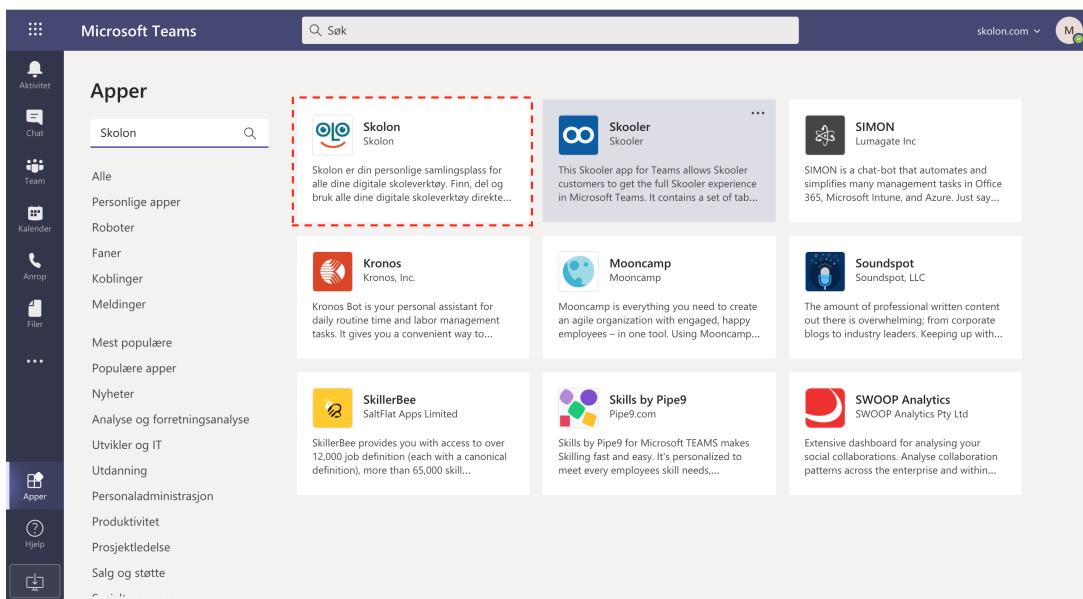 Microsoft Teams
Søk
skolon.com
M
Aktivitet
Chat
Team
Kalender
Anrop
Filer
Apper
Hjelp
Apper
Skolon
Alle
Personlige apper
Roboter
Faner
Koblinger
Meldinger
Mest populære
Populære apper
Nyheter
Analyse og forretningsanalyse
Utvikler og IT
Utdanning
Personaladministrasjon
Produktivitet
Prosjektledelse
Salg og støtte
Skolon
Skolon
Skolon er din personlige samlingsplass for
alle dine digitale skoleverktøy. Finn, del og
bruk alle dine digitale skoleverktøy direkte...
Skooler
Skooler
This Skooler app for Teams allows Skooler
customers to get the full Skooler experience
in Microsoft Teams. It contains a set of tab...
SIMON
Lumagate Inc
SIMON is a chat-bot that automates and
simplifies many management tasks in Office
365, Microsoft Intune, and Azure. Just say...
Kronos
Kronos, Inc.
Kronos Bot is your personal assistant for
daily routine time and labor management
tasks. It gives you a convenient way to...
Mooncamp
Mooncamp
Mooncamp is everything you need to create
an agile organization with engaged, happy
employees – in one tool. Using Mooncamp...
Soundspot
Soundspot, LLC
The amount of professional written content
out there is overwhelming; from corporate
blogs to industry leaders. Keeping up with...
SkillerBee
SaltFlat Apps Limited
SkillerBee provides you with access to over
12,000 job definition (each with a canonical
definition), more than 65,000 skill...
Skills by Pipe9
Pipe9.com
Skills by Pipe9 for Microsoft TEAMS makes
Skilling fast and easy. It's personalized to
meet every employees skill needs,...
SWOOP Analytics
SWOOP Analytics Pty Ltd
Extensive dashboard for analysing your
social collaborations. Analyse collaboration
patterns across the enterprise and within...